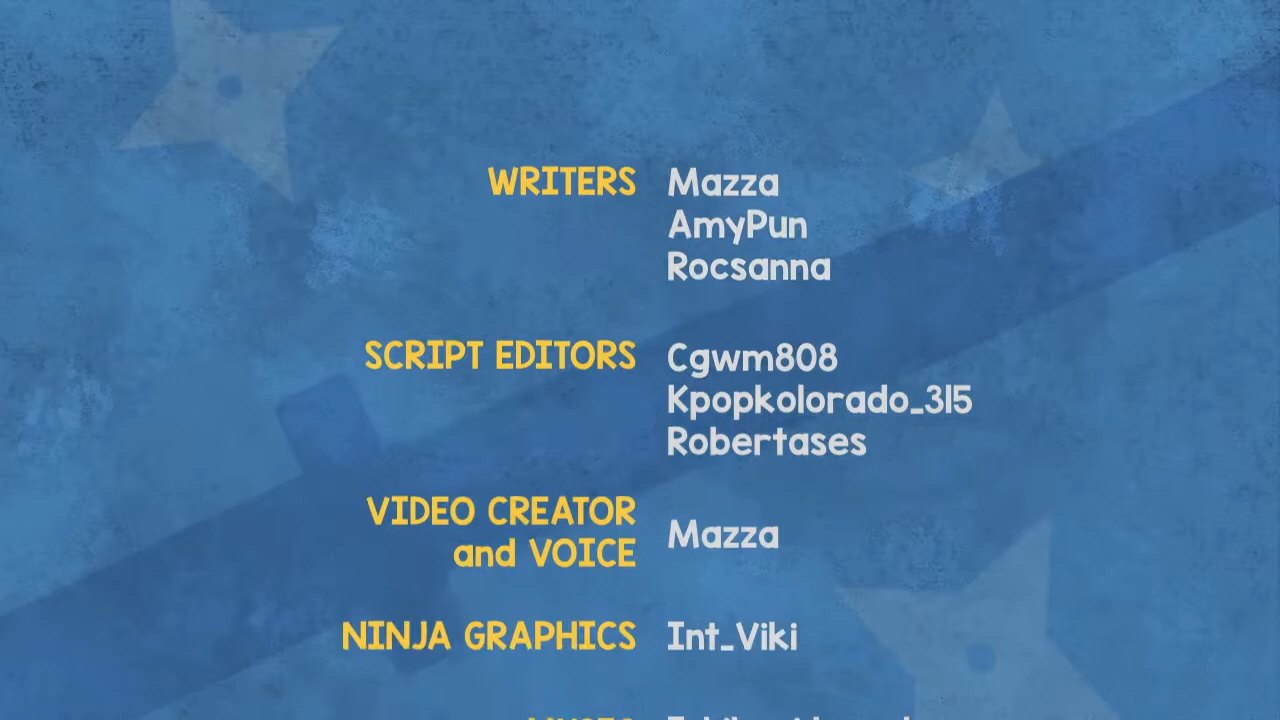 WRITERS Mazza
AmyPun
Rocsanna
SCRIPT EDITORS Cgwm808
Kpopkolorado_315
Robertases
VIDEO CREATOR
and VOICE Mazza
NINJA GRAPHICS Int_Viki